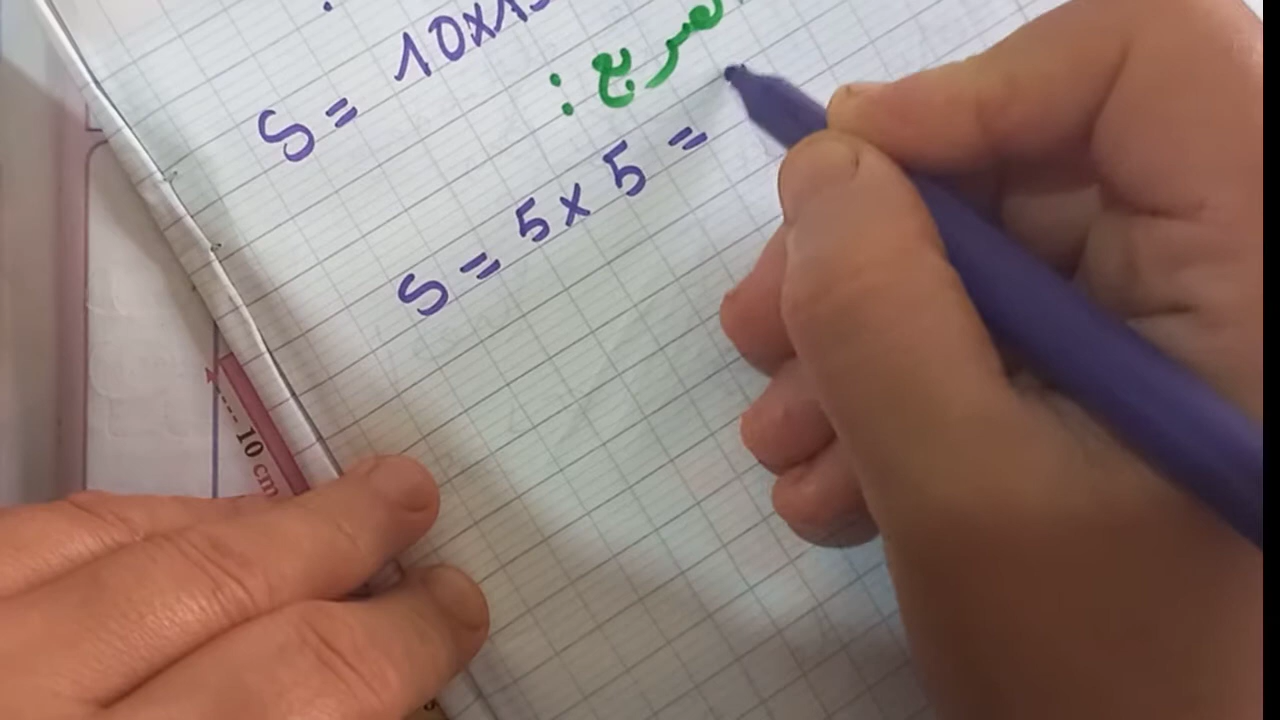 S = 10x1
مربع :
S = 5 x 5 =
10 cm